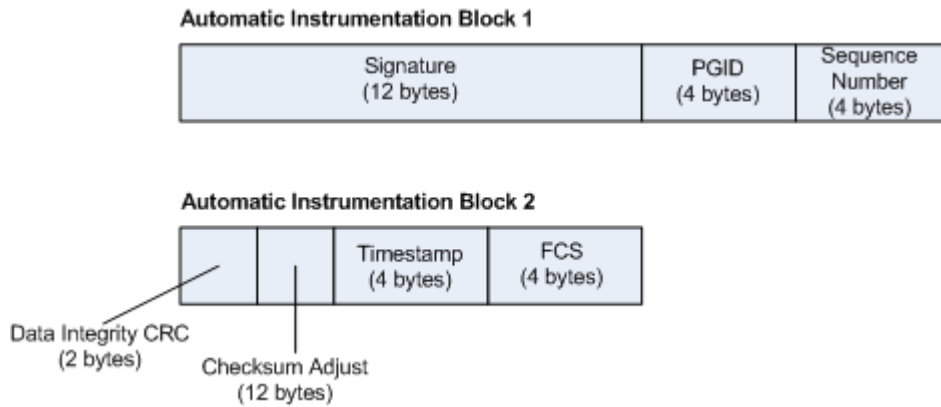 Automatic Instrumentation Block 1
Signature
(12 bytes)
PGID
(4 bytes)
Sequence
Number
(4 bytes)
Automatic Instrumentation Block 2
Timestamp
(4 bytes)
FCS
(4 bytes)
Data Integrity CRC
(2 bytes)
Checksum Adjust
(12 bytes)